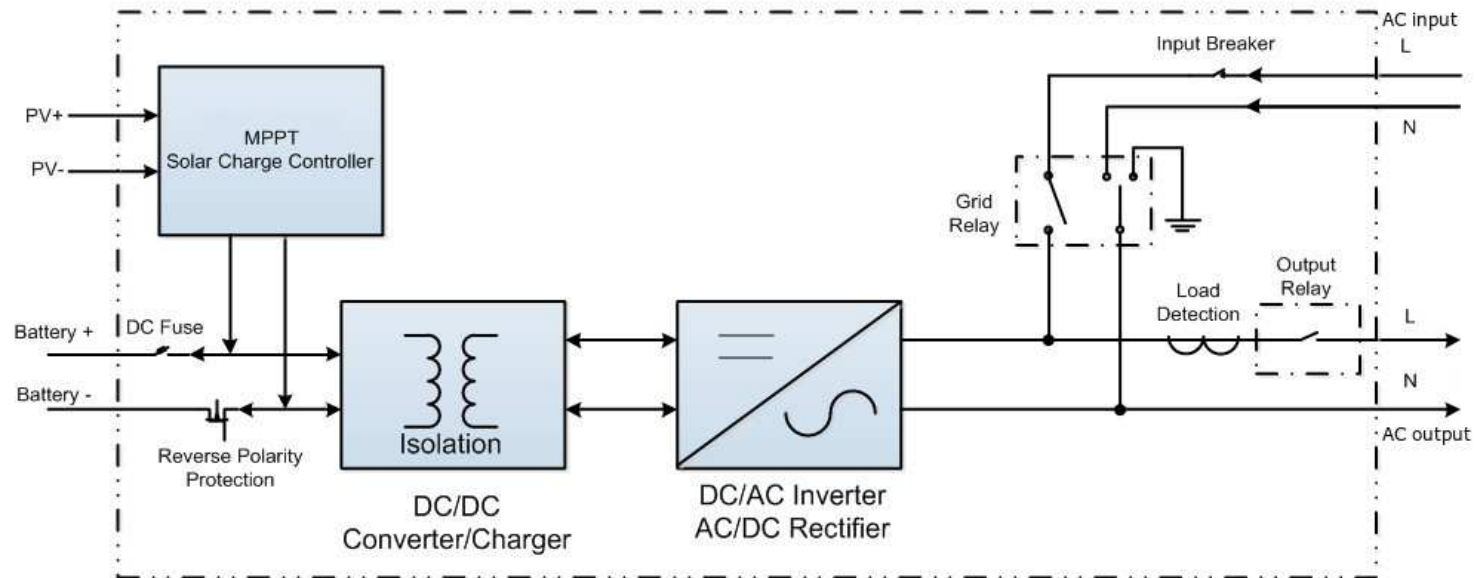 AC input
Input Breaker
L
PV+
MPPT
Solar Charge Controller
N
PV-
Grid
Relay
Output
Relay
Load
Detection
Battery +
DC Fuse
L
Battery -
N
Isolation
AC output
Reverse Polarity
Protection
DC/DC
Converter/Charger
DC/AC Inverter
AC/DC Rectifier